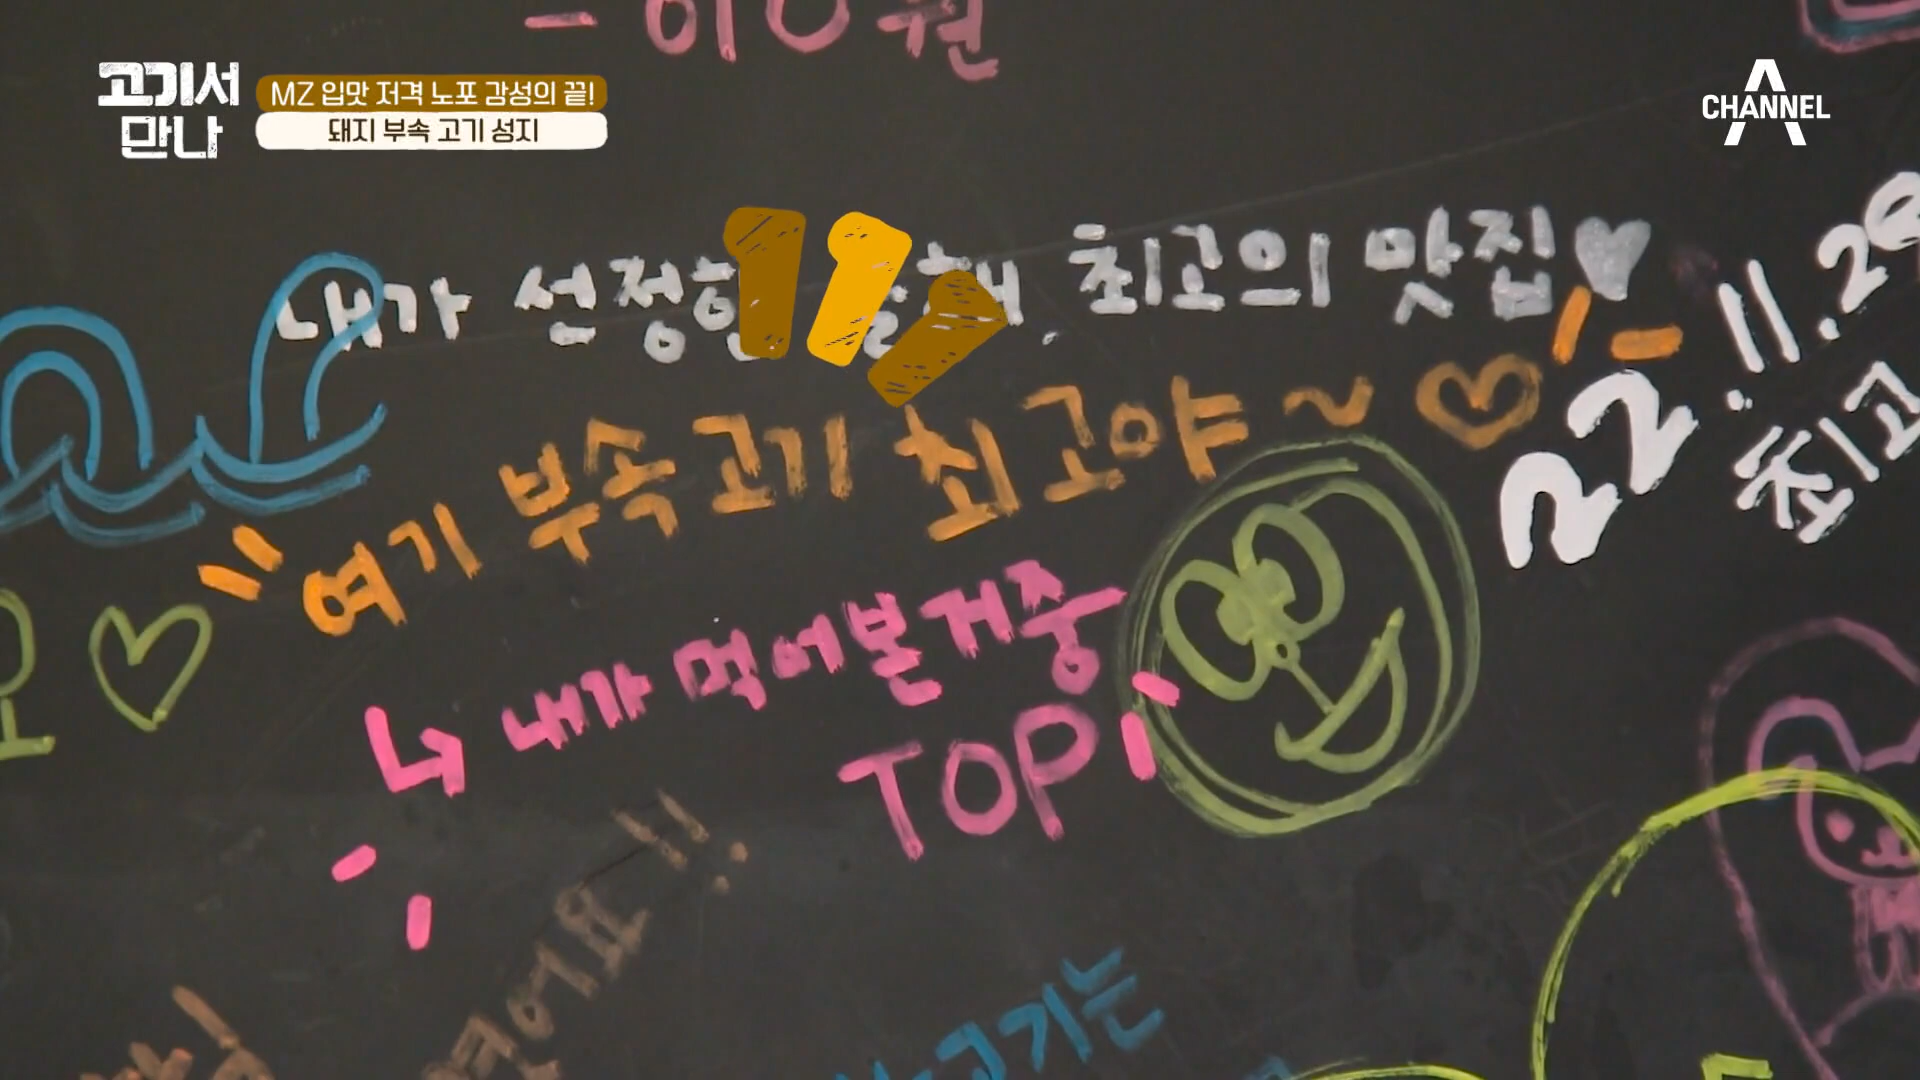 고기서
만나
MZ 입맛 저격 노포 감성의 끝!
돼지 부속 고기 성지
CHANNEL A
내가 선정한 최고의 맛집♡
22.11.29
최고
여기 부속고기 최고야~♡
↳ 내가 먹어본거중
TOP
고기는